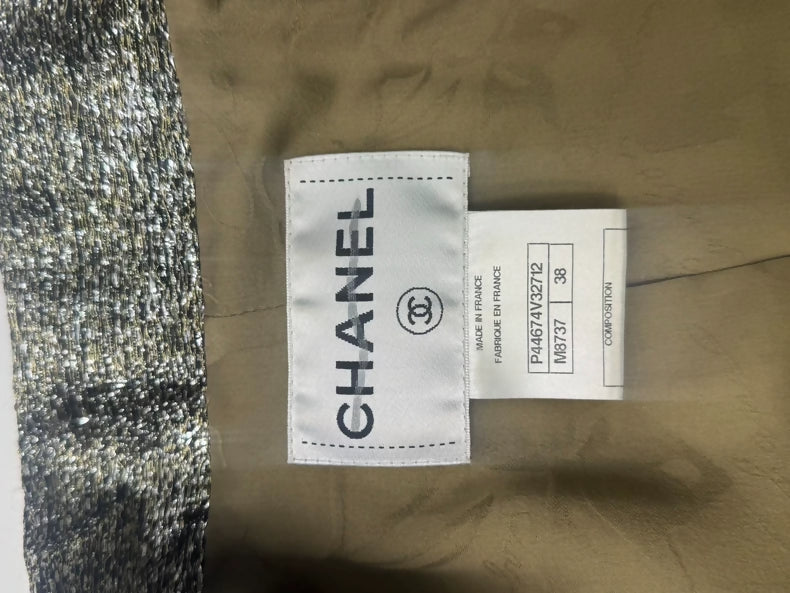 CHANEL
MADE IN FRANCE
FABRIQUE EN FRANCE
P44674V32712
M8737 38
COMPOSITION